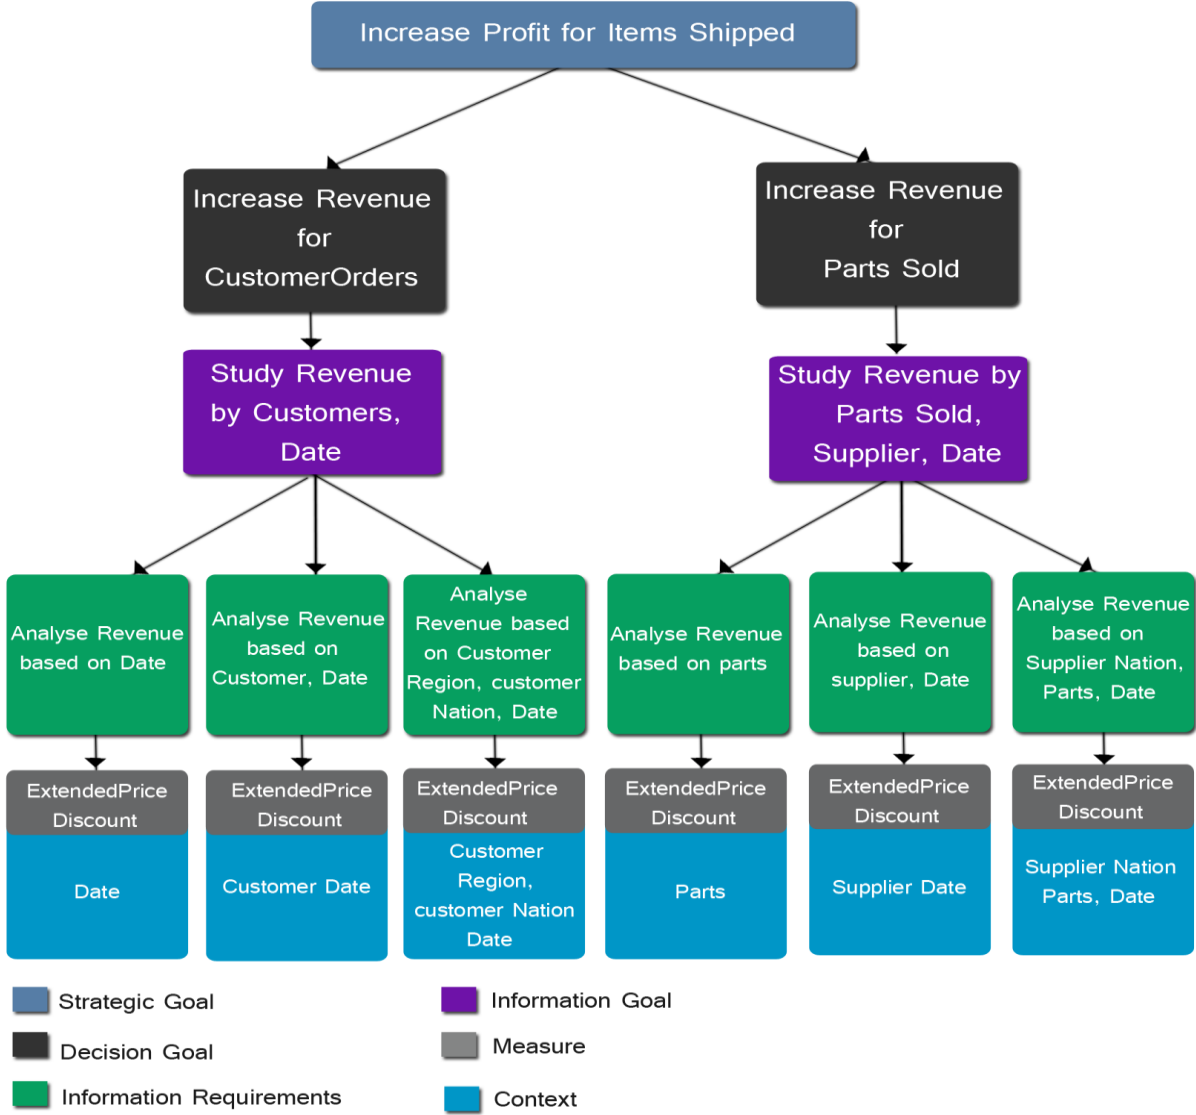 Increase Profit for Items Shipped
Increase Revenue
for
CustomerOrders
Increase Revenue
for
Parts Sold
Study Revenue
by Customers,
Date
Study Revenue by
Parts Sold,
Supplier, Date
Analyse Revenue
based on Date
Analyse Revenue
based on
Customer, Date
Analyse
Revenue based
on Customer
Region, customer
Nation, Date
Analyse Revenue
based on parts
Analyse Revenue
based on
supplier, Date
Analyse Revenue
based on
Supplier Nation,
Parts, Date
ExtendedPrice
Discount
Date
ExtendedPrice
Discount
Customer Date
ExtendedPrice
Discount
Customer
Region,
customer Nation
Date
ExtendedPrice
Discount
Parts
ExtendedPrice
Discount
Supplier Date
ExtendedPrice
Discount
Supplier Nation
Parts, Date
Strategic Goal
Decision Goal
Information Requirements
Information Goal
Measure
Context